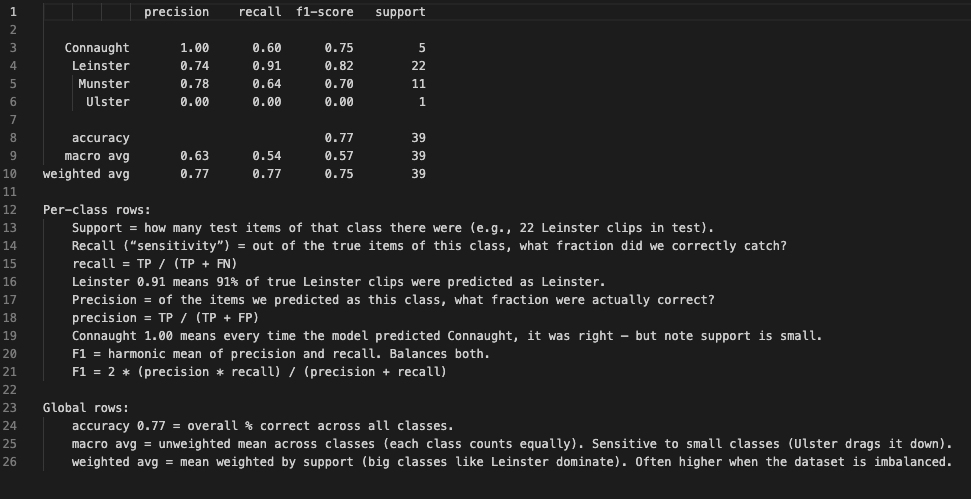 1 precision recall f1-score support
2
3 Connaught 1.00 0.60 0.75 5
4 Leinster 0.74 0.91 0.82 22
5 Munster 0.78 0.64 0.70 11
6 Ulster 0.00 0.00 0.00 1
7
8 accuracy 0.77 39
9 macro avg 0.63 0.54 0.57 39
10 weighted avg 0.77 0.77 0.75 39
11
12 Per-class rows:
13 Support = how many test items of that class there were (e.g., 22 Leinster clips in test).
14 Recall (“sensitivity”) = out of the true items of this class, what fraction did we correctly catch?
15 recall = TP / (TP + FN)
16 Leinster 0.91 means 91% of true Leinster clips were predicted as Leinster.
17 Precision = of the items we predicted as this class, what fraction were actually correct?
18 precision = TP / (TP + FP)
19 Connaught 1.00 means every time the model predicted Connaught, it was right – but note support is small.
20 F1 = harmonic mean of precision and recall. Balances both.
21 F1 = 2 * (precision * recall) / (precision + recall)
22
23 Global rows:
24 accuracy 0.77 = overall % correct across all classes.
25 macro avg = unweighted mean across classes (each class counts equally). Sensitive to small classes (Ulster drags it down).
26 weighted avg = mean weighted by support (big classes like Leinster dominate). Often higher when the dataset is imbalanced.